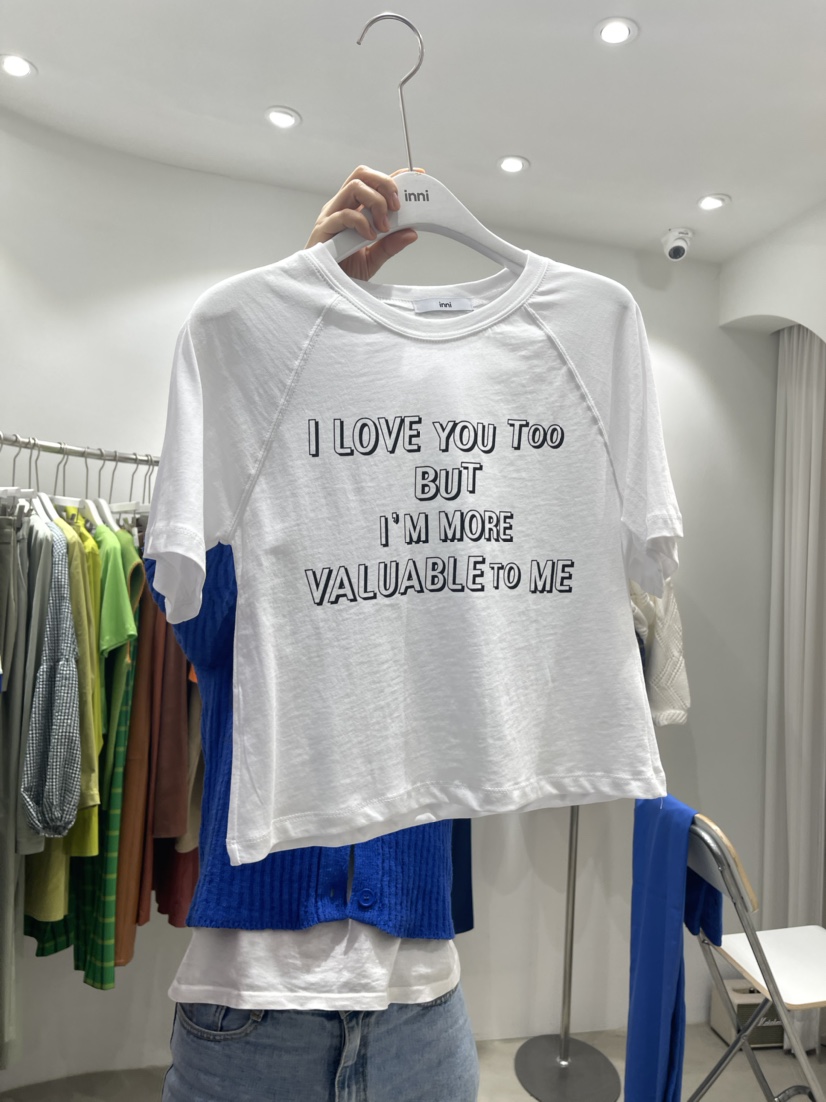 inni
inni
I LOVE YOU TOO
BUT
I'M MORE
VALUABLE TO ME